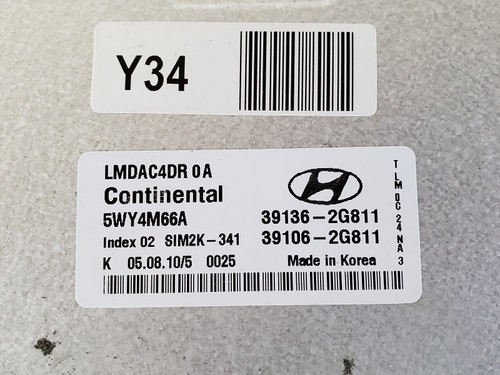 Y34
LMDAC4DR 0A
Continental
5WY4M66A
39136-2G811
Index 02 SIM2K-341
39106-2G811
K 05.08.10/5 0025
Made in Korea
TLMDC24NA3